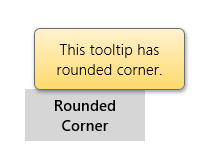 This tooltip has
rounded corner.
Rounded
Corner